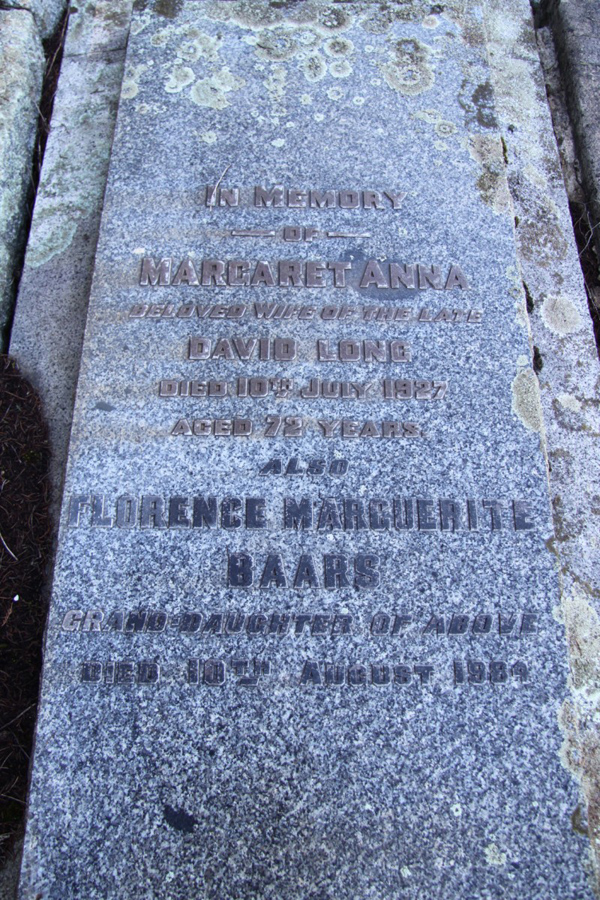 IN MEMORY
— OF —
MARGARET ANNA
BELOVED WIFE OF THE LATE
DAVID LONG
DIED 10TH JULY 1927
AGED 72 YEARS.
ALSO
FLORENCE MARGUERITE
BAARS
GRAND-DAUGHTER OF ABOVE
DIED 10TH AUGUST 1984